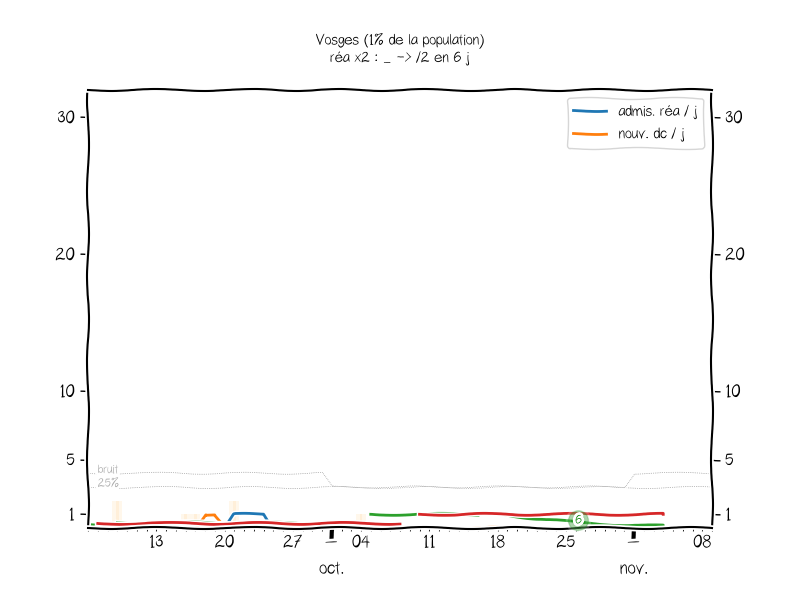 Vosges (1% de la population)
réa x2 : _ -> /2 en 6 j
admis. réa / j
nouv. dc / j
30
30
20
20
10
10
5
5
bruit
25%
1
1
6
13
20
27
04
11
18
25
08
oct.
nov.